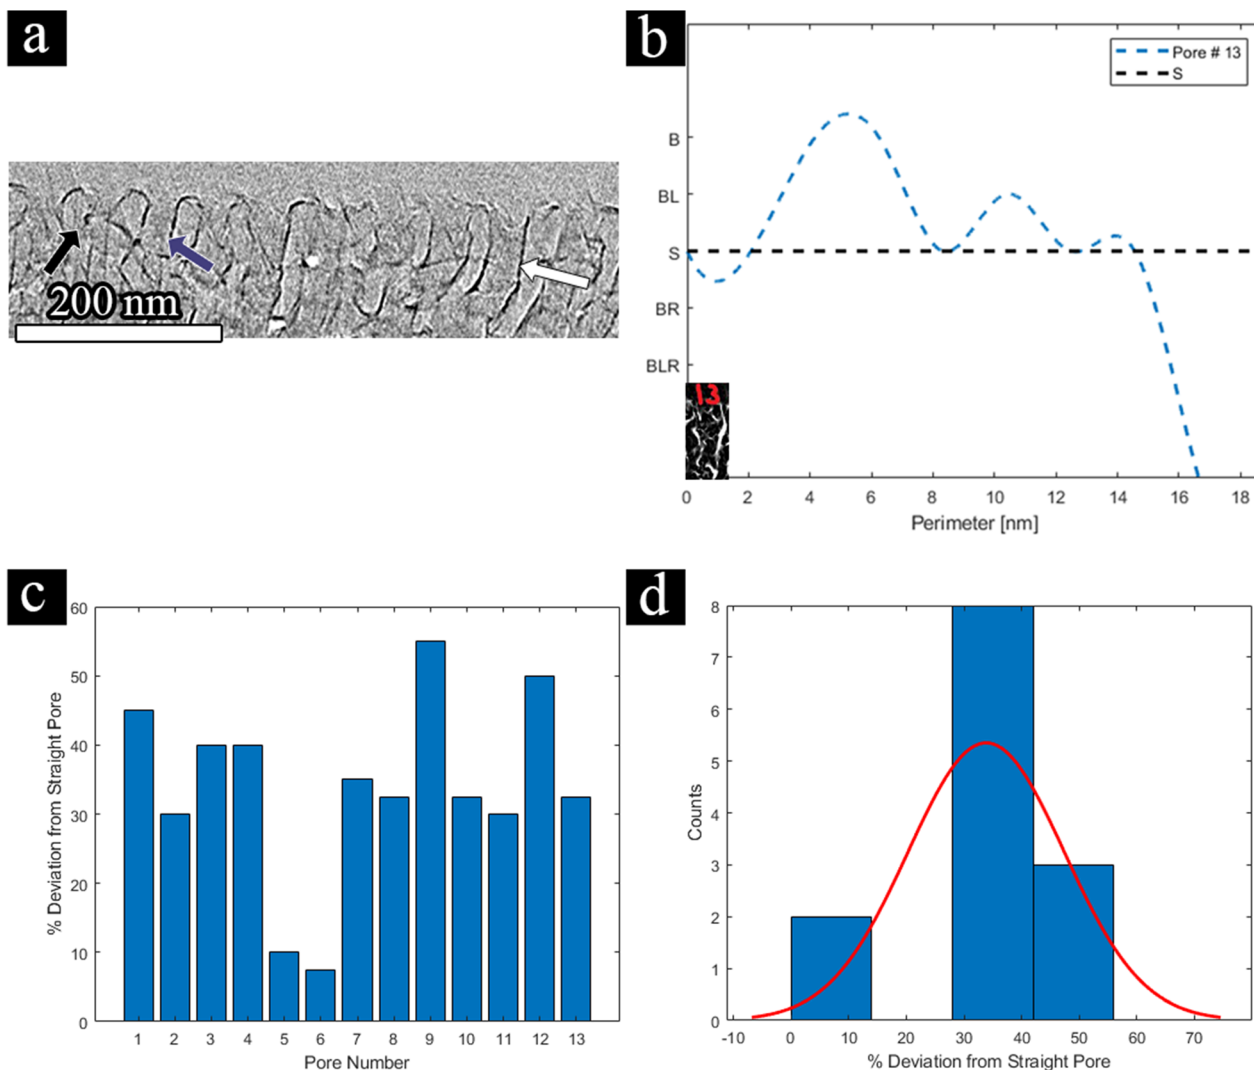 a
200 nm
b
Pore # 13
S
B
BL
S
BR
BLR
13
0 2 4 6 8 10 12 14 16 18
Perimeter [nm]
c
60
50
40
30
20
10
0
% Deviation from Straight Pore
1 2 3 4 5 6 7 8 9 10 11 12 13
Pore Number
d
8
7
6
5
4
3
2
1
0
Counts
-10 0 10 20 30 40 50 60 70
% Deviation from Straight Pore